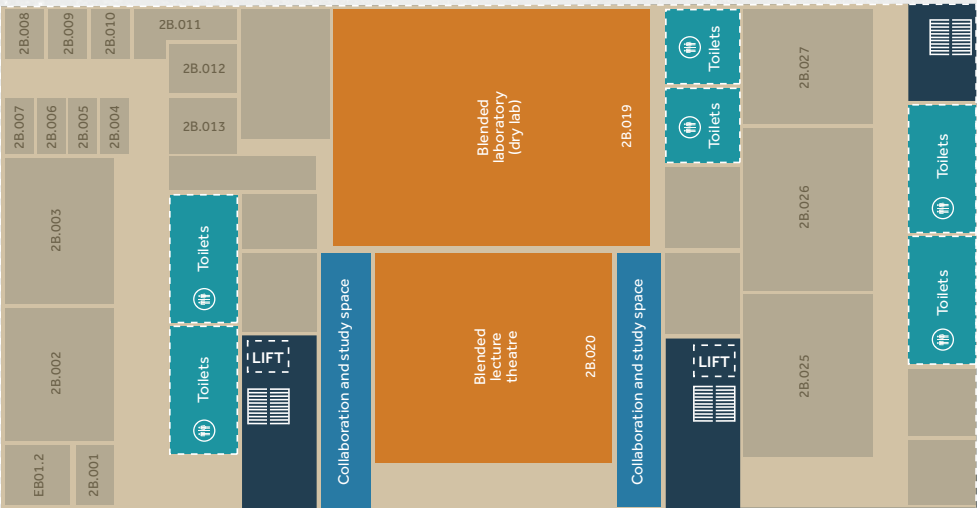 2B.008
2B.009
2B.010
2B.011
2B.012
2B.013
2B.007
2B.006
2B.005
2B.004
2B.003
2B.002
EB01.2
2B.001
Toilets
Toilets
LIFT
Collaboration and study space
Blended
laboratory
(dry lab)
2B.019
Blended
lecture
theatre
2B.020
Collaboration and study space
Toilets
Toilets
LIFT
2B.027
2B.026
2B.025
Toilets
Toilets